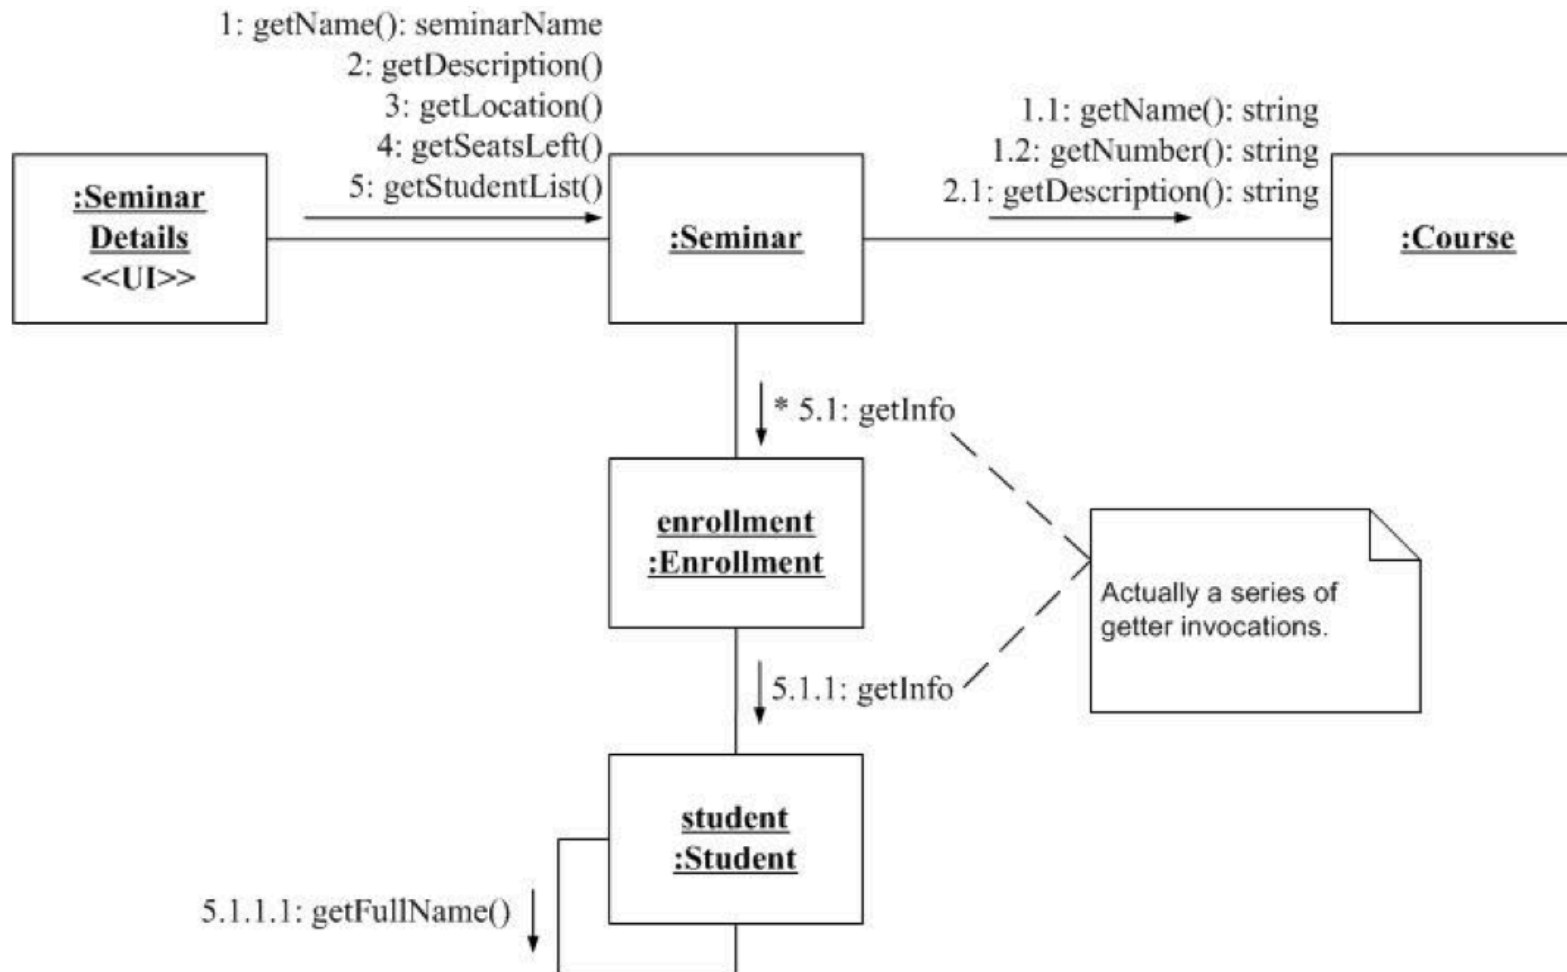 1: getName(): seminarName
2: getDescription()
3: getLocation()
4: getSeatsLeft()
5: getStudentList()
1.1: getName(): string
1.2: getNumber(): string
2.1: getDescription(): string
:Seminar
Details
<<UI>>
:Seminar
:Course
* 5.1: getInfo
enrollment
:Enrollment
Actually a series of
getter invocations.
5.1.1: getInfo
student
:Student
5.1.1.1: getFullName()